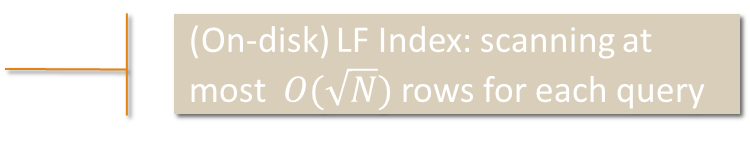 (On-disk) LF Index: scanning at
most O(√N) rows for each query